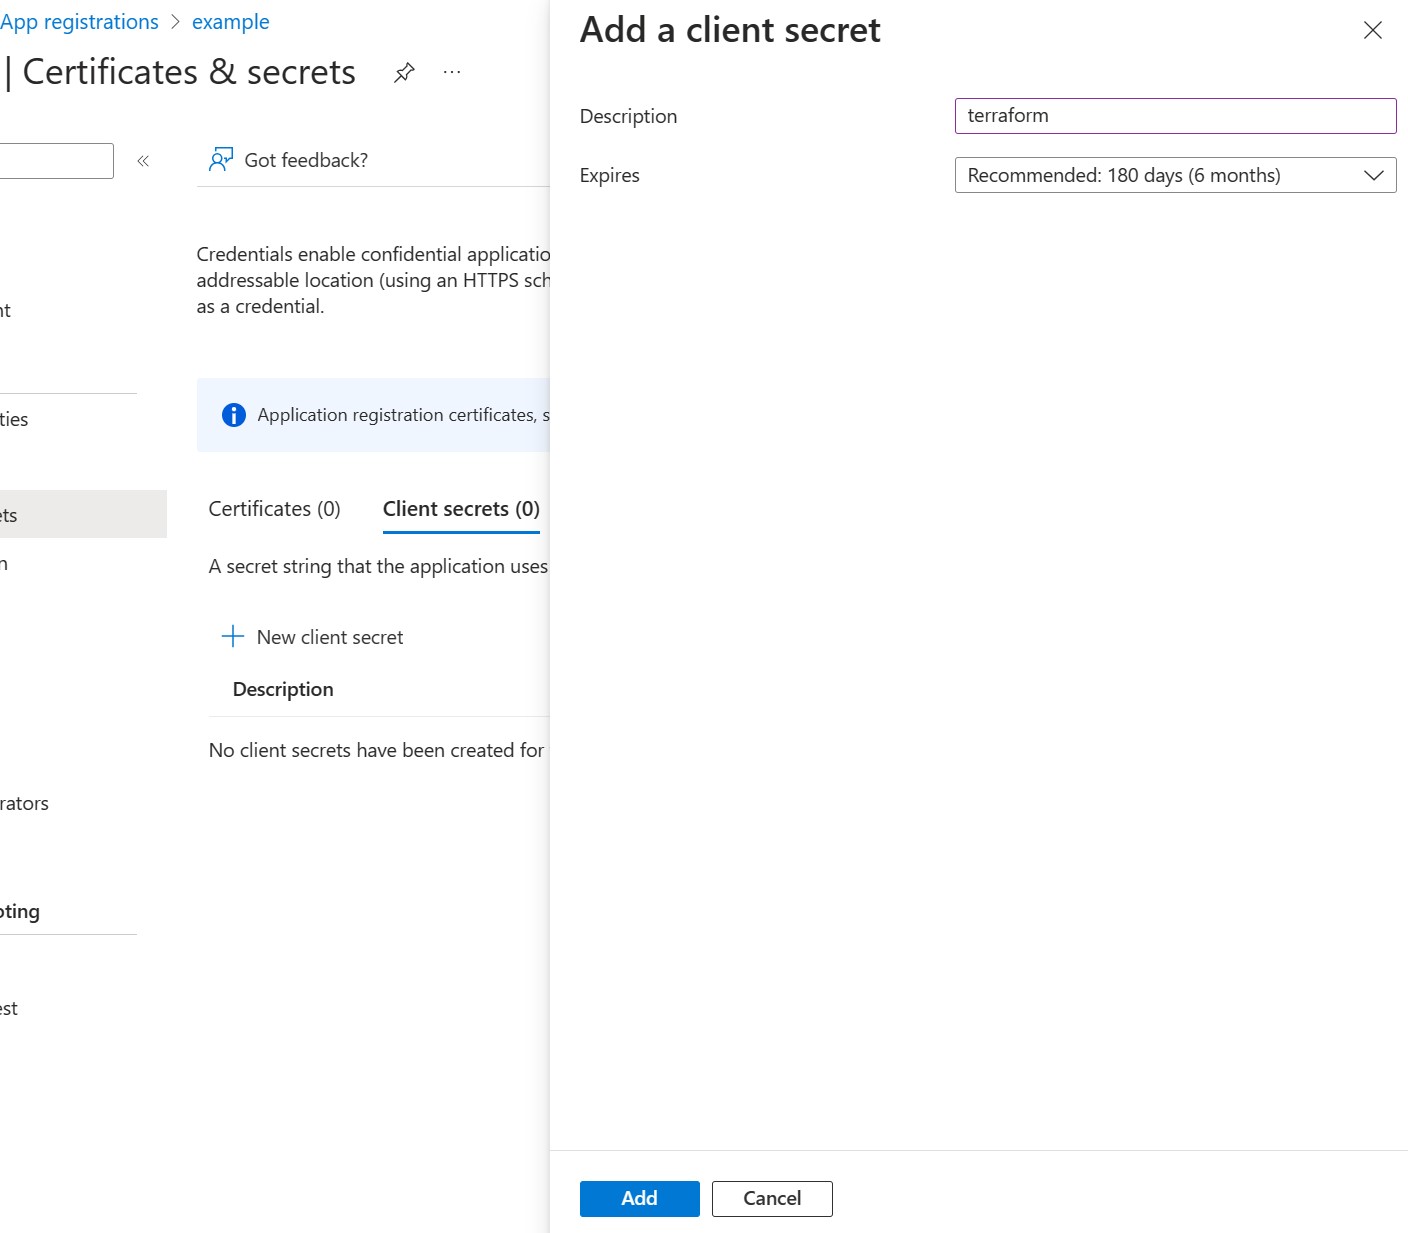 App registrations > example
| Certificates & secrets ...
Got feedback?
Credentials enable confidential applicatio
addressable location (using an HTTPS sch
as a credential.
nt
ties
ets
n
rators
oting
est
Application registration certificates, s
Certificates (0) Client secrets (0)
A secret string that the application uses
New client secret
Description
No client secrets have been created for
Add a client secret
Description terraform
Expires Recommended: 180 days (6 months)
Add Cancel